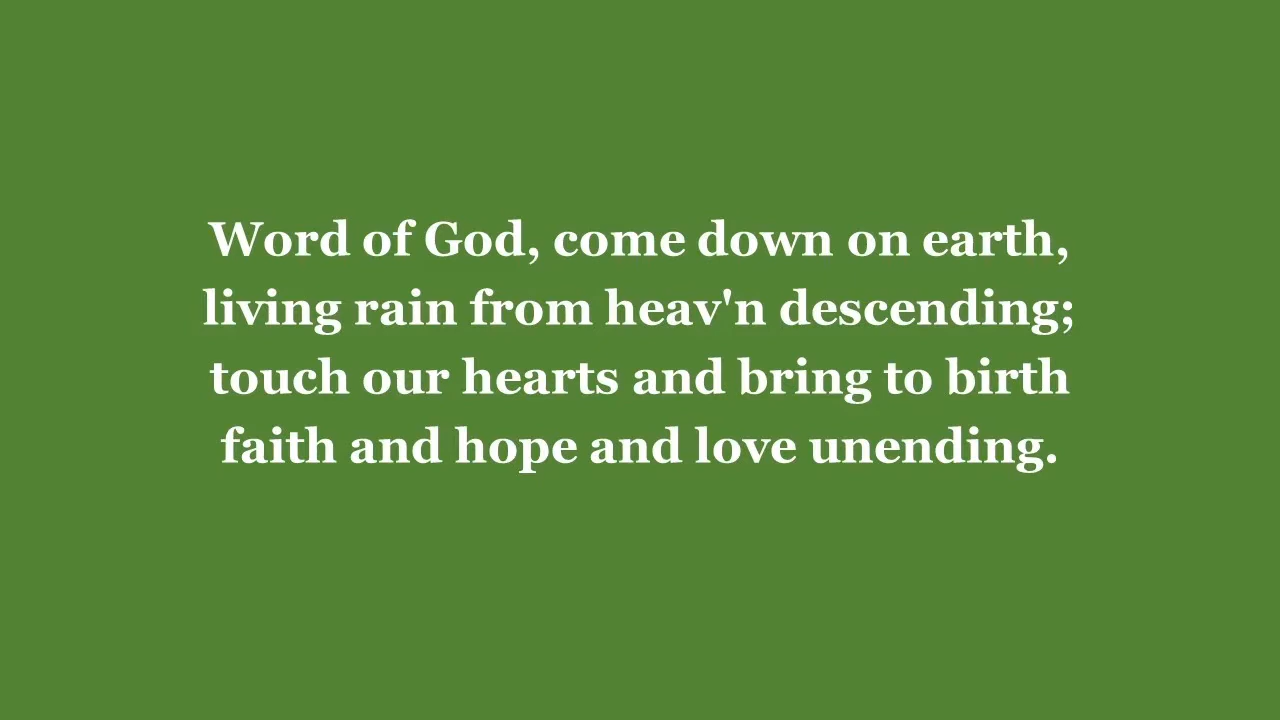 Word of God, come down on earth,
living rain from heav'n descending;
touch our hearts and bring to birth
faith and hope and love unending.